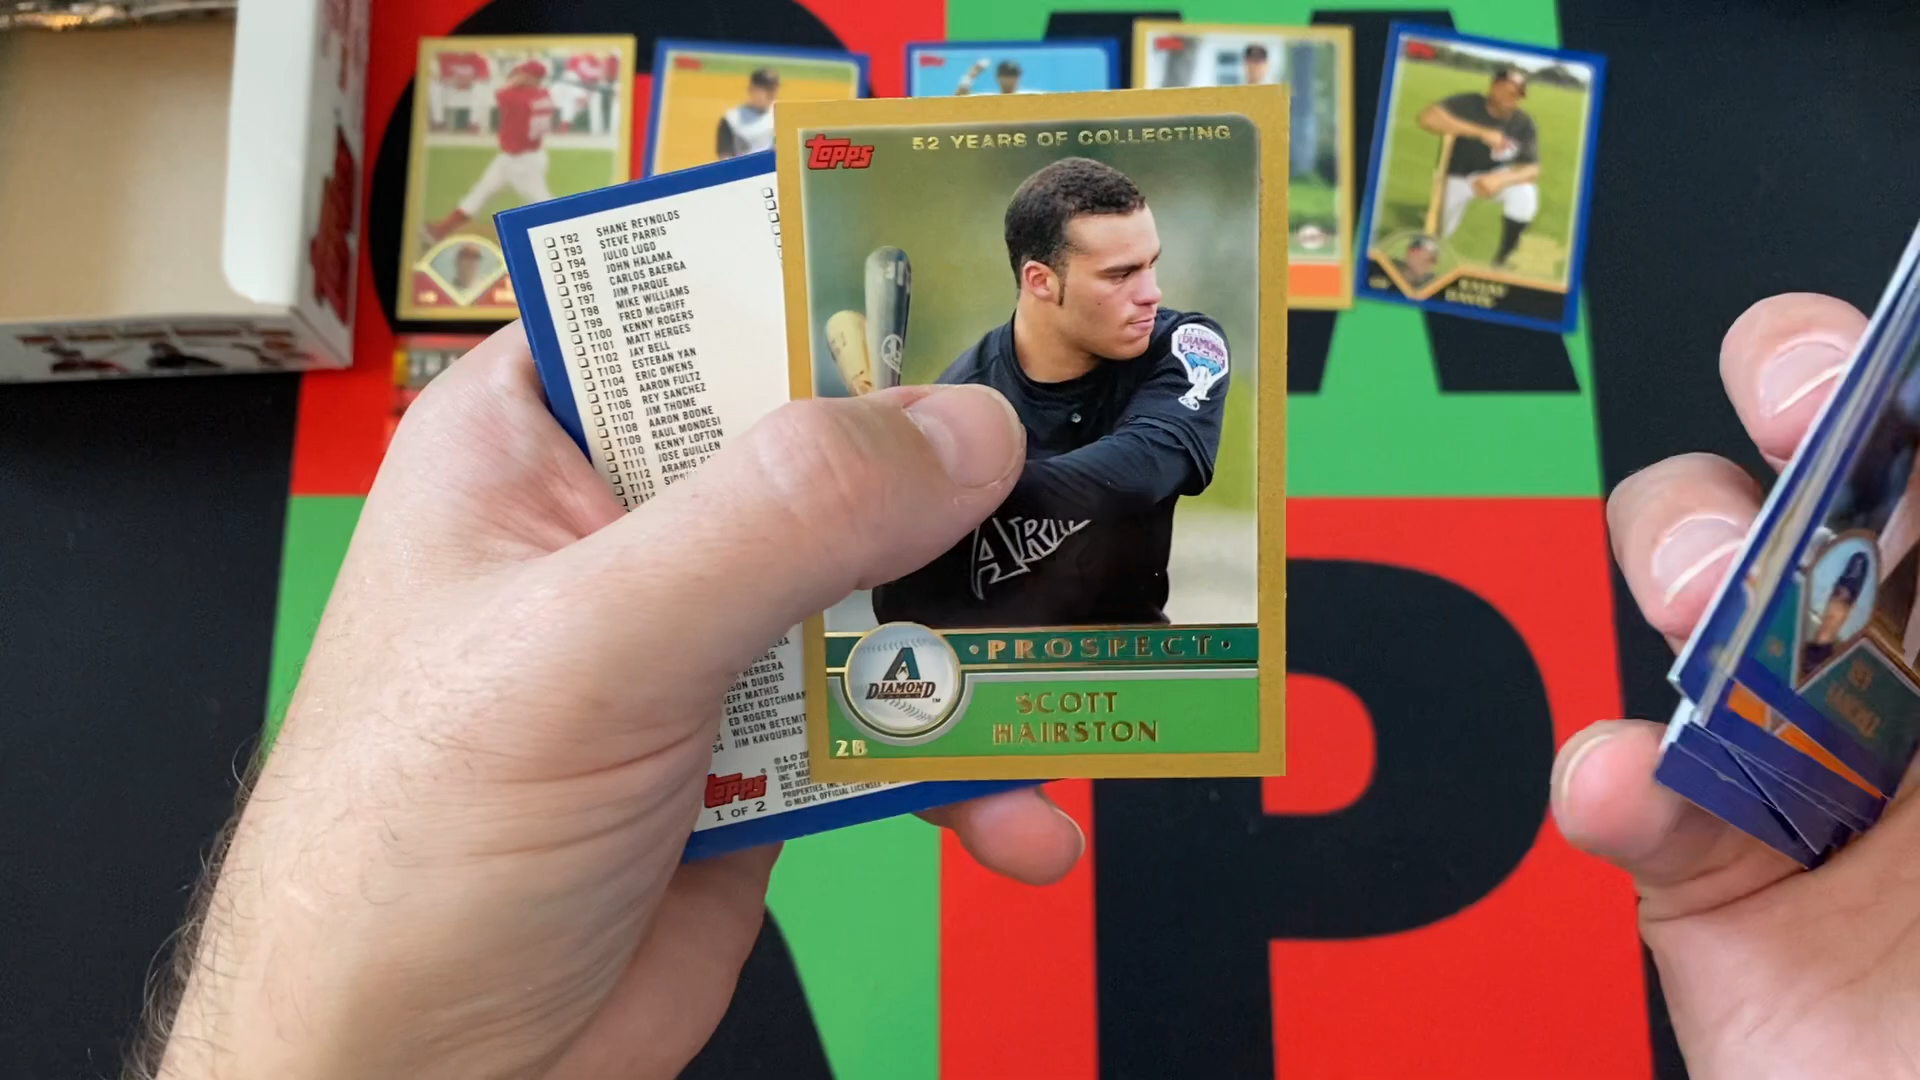 Topps
52 YEARS OF COLLECTING
PROSPECT
DIAMOND
SCOTT
HAIRSTON
2B
T92 SHANE REYNOLDS
T93 STEVE PARRIS
T94 JULIO LUGO
T95 JOHN HALAMA
T96 CARLOS BAERGA
T97 JIM PARQUE
T98 MIKE WILLIAMS
T99 FRED McGRIFF
T100 KENNY ROGERS
T101 MATT HERGES
T102 JAY BELL
T103 ESTEBAN YAN
T104 ERIC OWENS
T105 AARON FULTZ
T106 REY SANCHEZ
T107 JIM THOME
T108 AARON BOONE
T109 RAUL MONDESI
T110 KENNY LOFTON
T111 JOSE GUILLEN
T112 ARAMIS
T113
T114
HERRERA
DUBOIS
JEFF MATHIS
CASEY KOTCHMAN
ED ROGERS
WILSON BETEMIT
34 JIM KAVOURIAS
Topps
1 OF 2